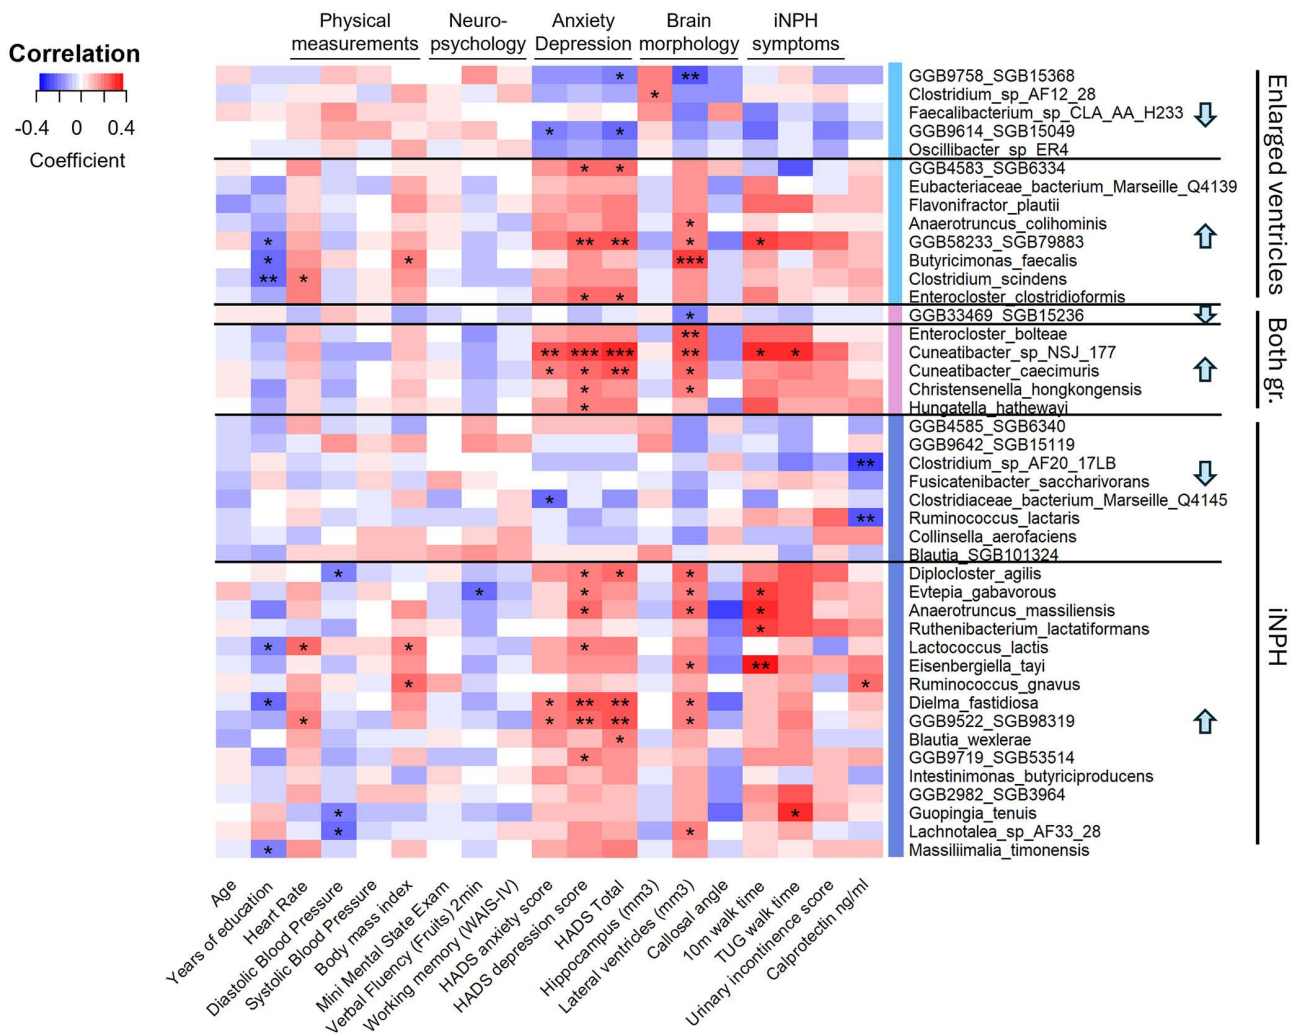 Physical
measurements
Neuro-
psychology
Anxiety
Depression
Brain
morphology
iNPH
symptoms
Correlation
-0.4 0 0.4
Coefficient
* ** GGB9758_SGB15368
* Clostridium_sp_AF12_28
Faecalibacterium_sp_CLA_AA_H233
* * GGB9614_SGB15049
Oscillibacter_sp_ER4
* * GGB4583_SGB6334
Eubacteriaceae_bacterium_Marseille_Q4139
Flavonifractor_plautii
* Anaerotruncus_colihominis
* ** ** * * GGB58233_SGB79883
* * *** Butyricimonas_faecalis
** * Clostridium_scindens
* * Enterocloster_clostridioformis
* GGB33469_SGB15236
** Enterocloster_bolteae
** *** *** ** * * Cuneatibacter_sp_NSJ_177
* * ** * Cuneatibacter_caecimuris
* * Christensenella_hongkongensis
* Hungatella_hathewayi
GGB4585_SGB6340
GGB9642_SGB15119
** Clostridium_sp_AF20_17LB
Fusicatenibacter_saccharivorans
* Clostridiaceae_bacterium_Marseille_Q4145
** Ruminococcus_lactaris
Collinsella_aerofaciens
Blautia_SGB101324
* * * * Diplocloster_agilis
* * * * Evtepia_gabavorous
* * * Anaerotruncus_massiliensis
* Ruthenibacterium_lactatiformans
* * * * Lactococcus_lactis
* ** Eisenbergiella_tayi
* * Ruminococcus_gnavus
* * ** ** * Dielma_fastidiosa
* * ** ** * GGB9522_SGB98319
* Blautia_wexlerae
* GGB9719_SGB53514
Intestinimonas_butyriciproducens
GGB2982_SGB3964
* * Guopingia_tenuis
* * Lachnotalea_sp_AF33_28
* Massiliimalia_timonensis
Enlarged ventricles
Both gr.
iNPH
Age
Years of education
Heart Rate
Diastolic Blood Pressure
Systolic Blood Pressure
Body mass index
Mini Mental State Exam
Verbal Fluency (Fruits) 2min
Working memory (WAIS-IV)
HADS anxiety score
HADS depression score
HADS Total
Hippocampus (mm3)
Lateral ventricles (mm3)
Callosal angle
10m walk time
TUG walk time
Urinary incontinence score
Calprotectin ng/ml